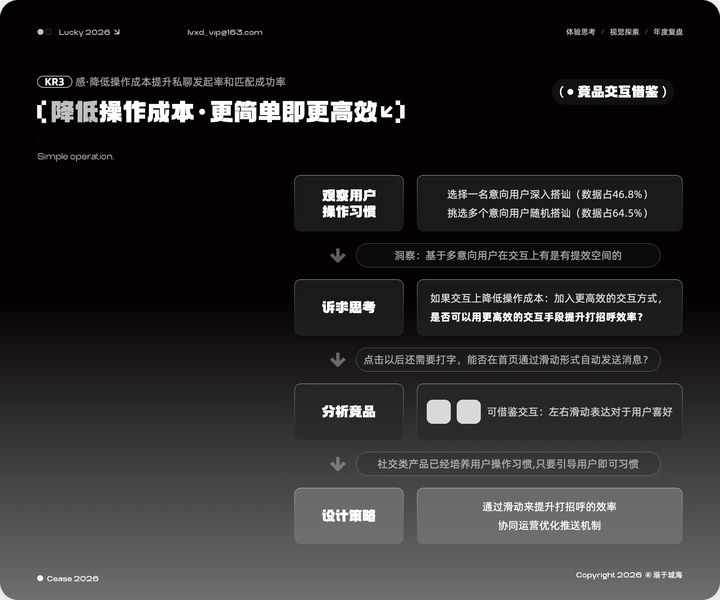 Lucky 2026
lvxd_vip@163.com
体验思考 / 视觉探索 / 年度复盘
KR3 感·降低操作成本提升私聊发起率和匹配成功率
降低操作成本·更简单即更高效
(●竞品交互借鉴)
Simple operation.
观察用户
操作习惯
选择一名意向用户深入搭讪（数据占46.8%）
挑选多个意向用户随机搭讪（数据占64.5%）
洞察：基于多意向用户在交互上有是有提效空间的
诉求思考
如果交互上降低操作成本：加入更高效的交互方式，
是否可以用更高效的交互手段提升打招呼效率？
点击以后还需要打字，能否在首页通过滑动形式自动发送消息？
分析竞品
可借鉴交互：左右滑动表达对于用户喜好
社交类产品已经培养用户操作习惯,只要引导用户即可习惯
设计策略
通过滑动来提升打招呼的效率
协同运营优化推送机制
Cease 2026
Copyright 2026 ©溺于城海